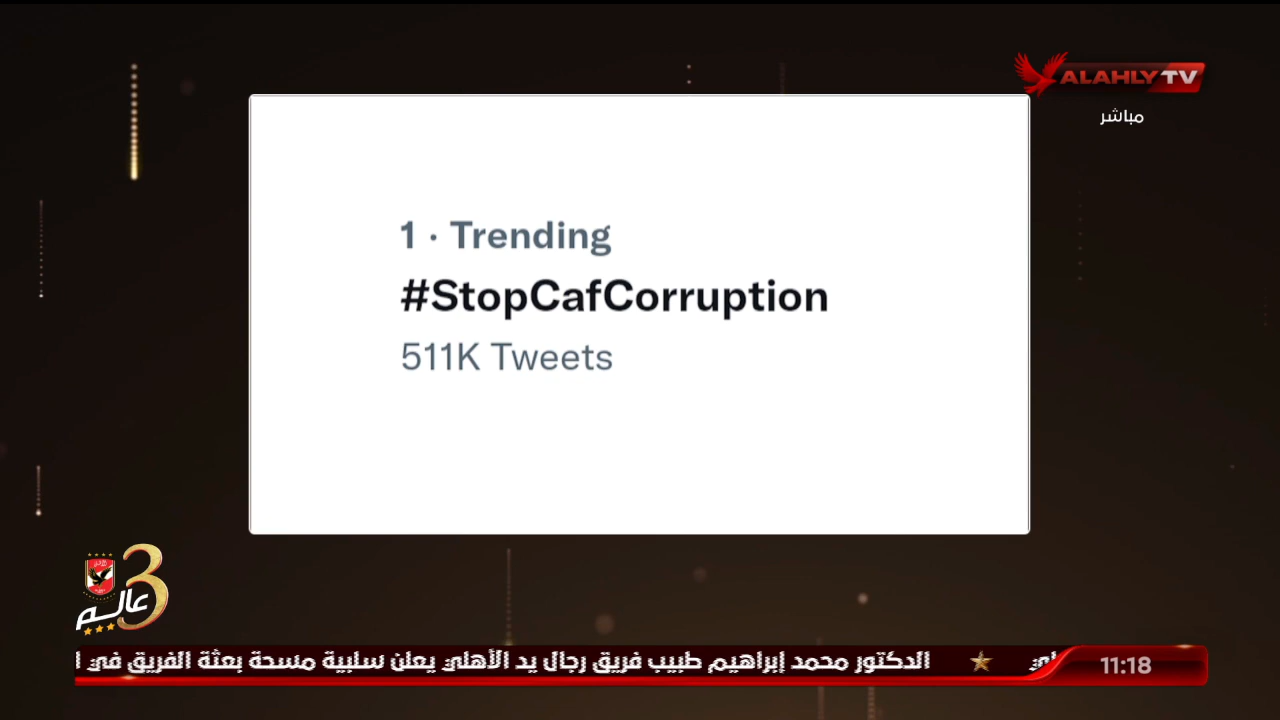 ALAHLY TV
مباشر
1 · Trending
#StopCafCorruption
511K Tweets
3
عالم
11:18
الدكتور محمد إبراهيم طبيب فريق رجال يد الأهلي يعلن سلبية مسحة بعثة الفريق في